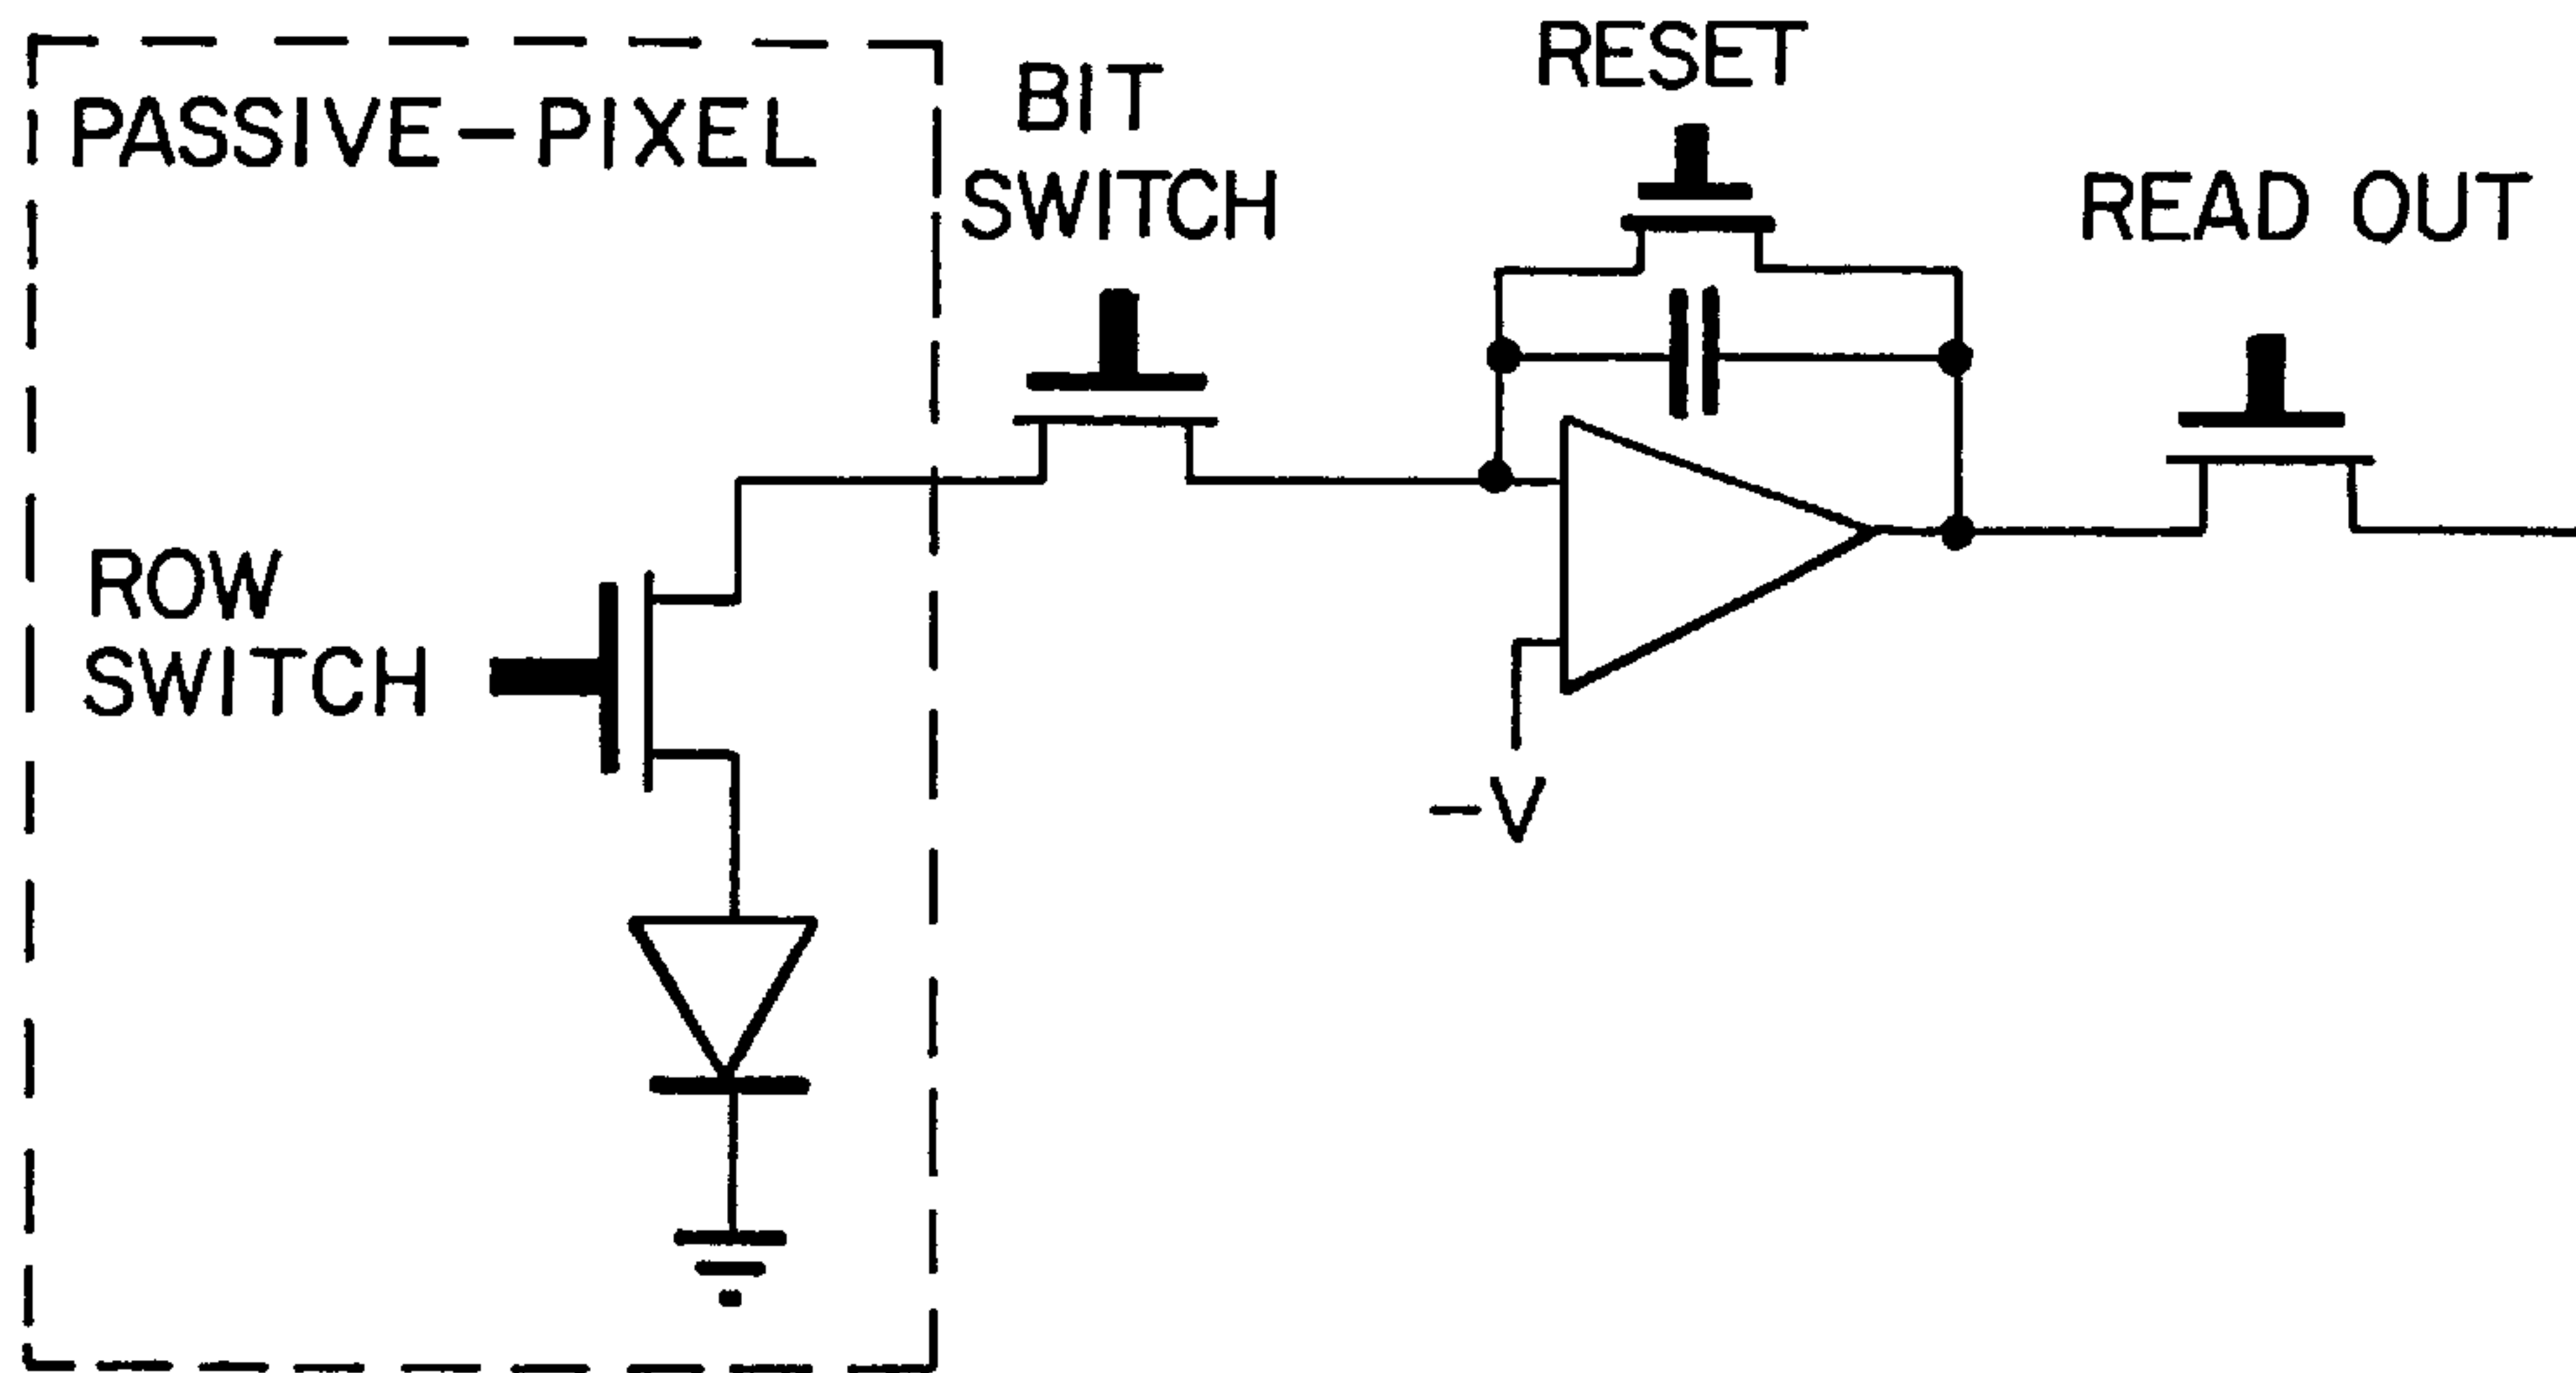 PASSIVE-PIXEL
BIT
SWITCH
RESET
READ OUT
ROW
SWITCH
-V